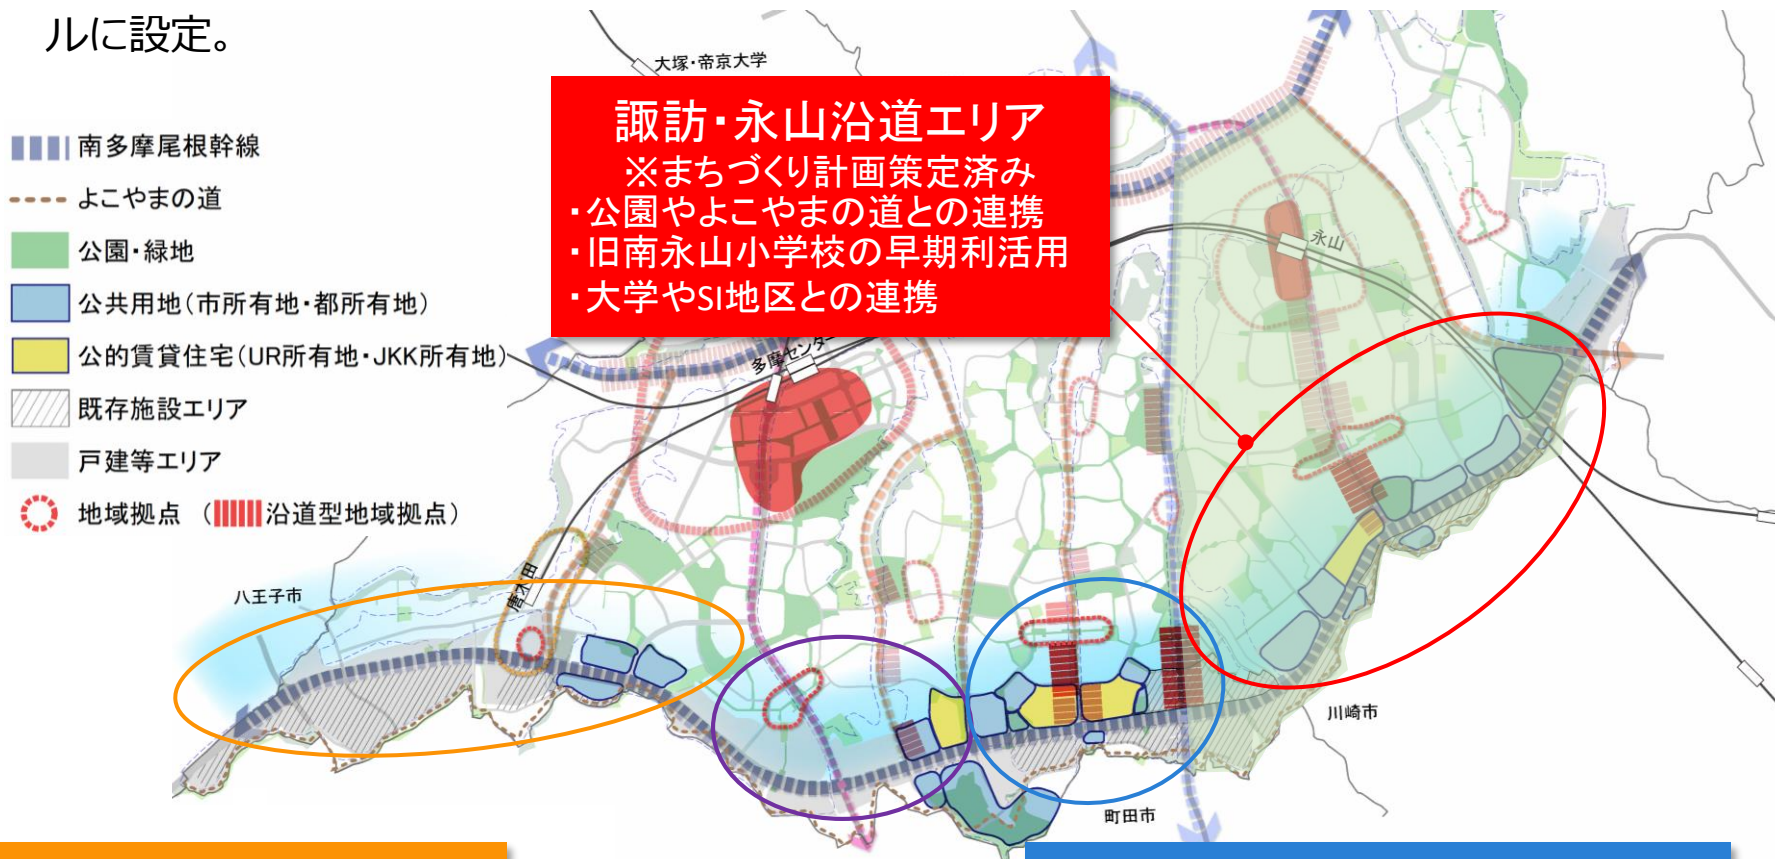 ルに設定。
大塚・帝京大学
諏訪・永山沿道エリア
※まちづくり計画策定済み
・公園やよこやまの道との連携
・旧南永山小学校の早期利活用
・大学やSI地区との連携
南多摩尾根幹線
よこやまの道
公園・緑地
公共用地（市所有地・都所有地）
公的賃貸住宅（UR所有地・JKK所有地）
既存施設エリア
戸建等エリア
地域拠点 （沿道型地域拠点）
永山
多摩センター
唐木田
八王子市
川崎市
町田市